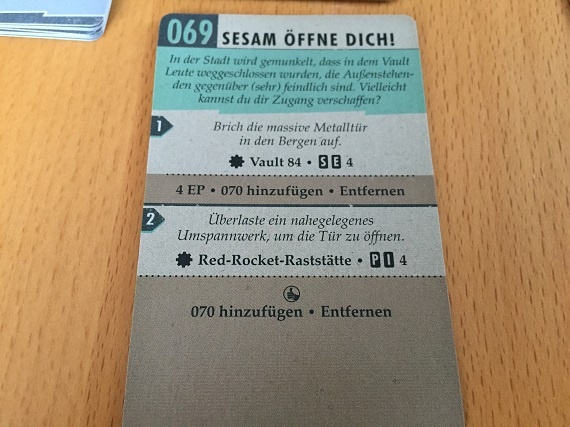 069 SESAM ÖFFNE DICH!
In der Stadt wird gemunkelt, dass in dem Vault
Leute weggeschlossen wurden, die Außenstehen-
den gegenüber (sehr) feindlich sind. Vielleicht
kannst du dir Zugang verschaffen?
1
Brich die massive Metalltür
in den Bergen auf.
Vault 84 • S E 4
4 EP • 070 hinzufügen • Entfernen
2
Überlaste ein nahegelegenes
Umspannwerk, um die Tür zu öffnen.
Red-Rocket-Raststätte • P I 4
070 hinzufügen • Entfernen